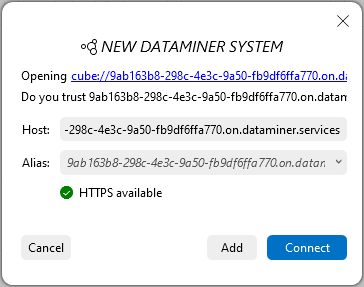 NEW DATAMINER SYSTEM
Opening cube://9ab163b8-298c-4e3c-9a50-fb9df6ffa770.on.da
Do you trust 9ab163b8-298c-4e3c-9a50-fb9df6ffa770.on.datam
Host: -298c-4e3c-9a50-fb9df6ffa770.on.dataminer.services
Alias: 9ab163b8-298c-4e3c-9a50-fb9df6ffa770.on.datan
HTTPS available
Cancel Add Connect